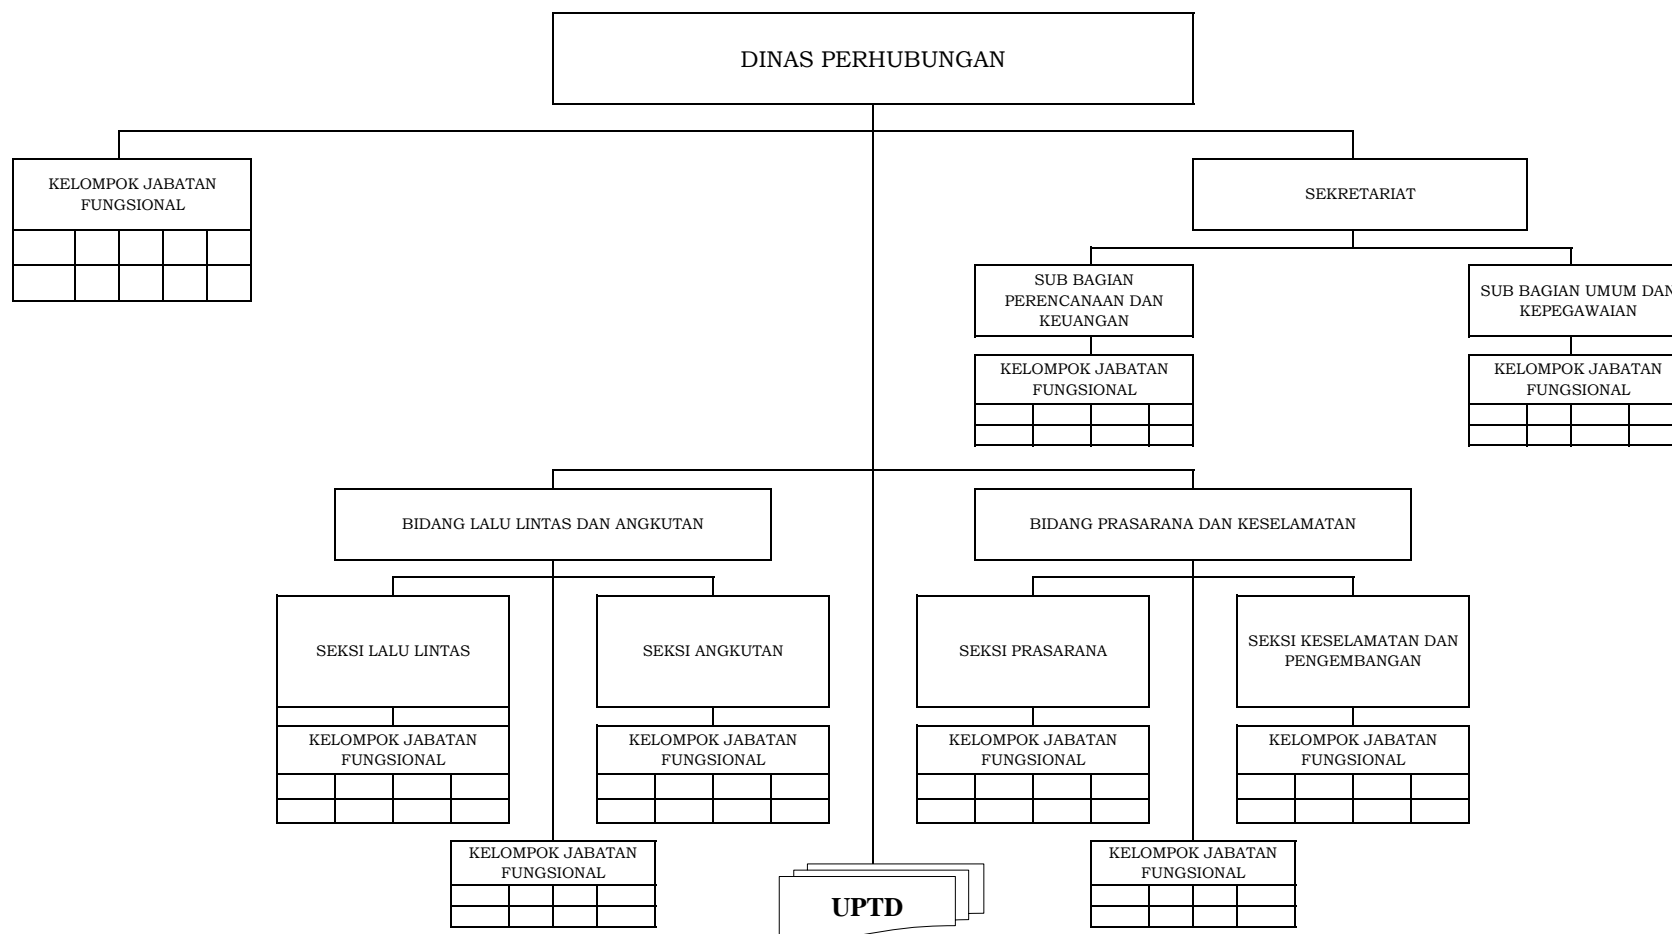 DINAS PERHUBUNGAN
KELOMPOK JABATAN
FUNGSIONAL
SEKRETARIAT
SUB BAGIAN
PERENCANAAN DAN
KEUANGAN
SUB BAGIAN UMUM DAN
KEPEGAWAIAN
KELOMPOK JABATAN
FUNGSIONAL
KELOMPOK JABATAN
FUNGSIONAL
BIDANG LALU LINTAS DAN ANGKUTAN
BIDANG PRASARANA DAN KESELAMATAN
SEKSI LALU LINTAS
SEKSI ANGKUTAN
SEKSI PRASARANA
SEKSI KESELAMATAN DAN
PENGEMBANGAN
KELOMPOK JABATAN
FUNGSIONAL
KELOMPOK JABATAN
FUNGSIONAL
KELOMPOK JABATAN
FUNGSIONAL
KELOMPOK JABATAN
FUNGSIONAL
KELOMPOK JABATAN
FUNGSIONAL
UPTD
KELOMPOK JABATAN
FUNGSIONAL